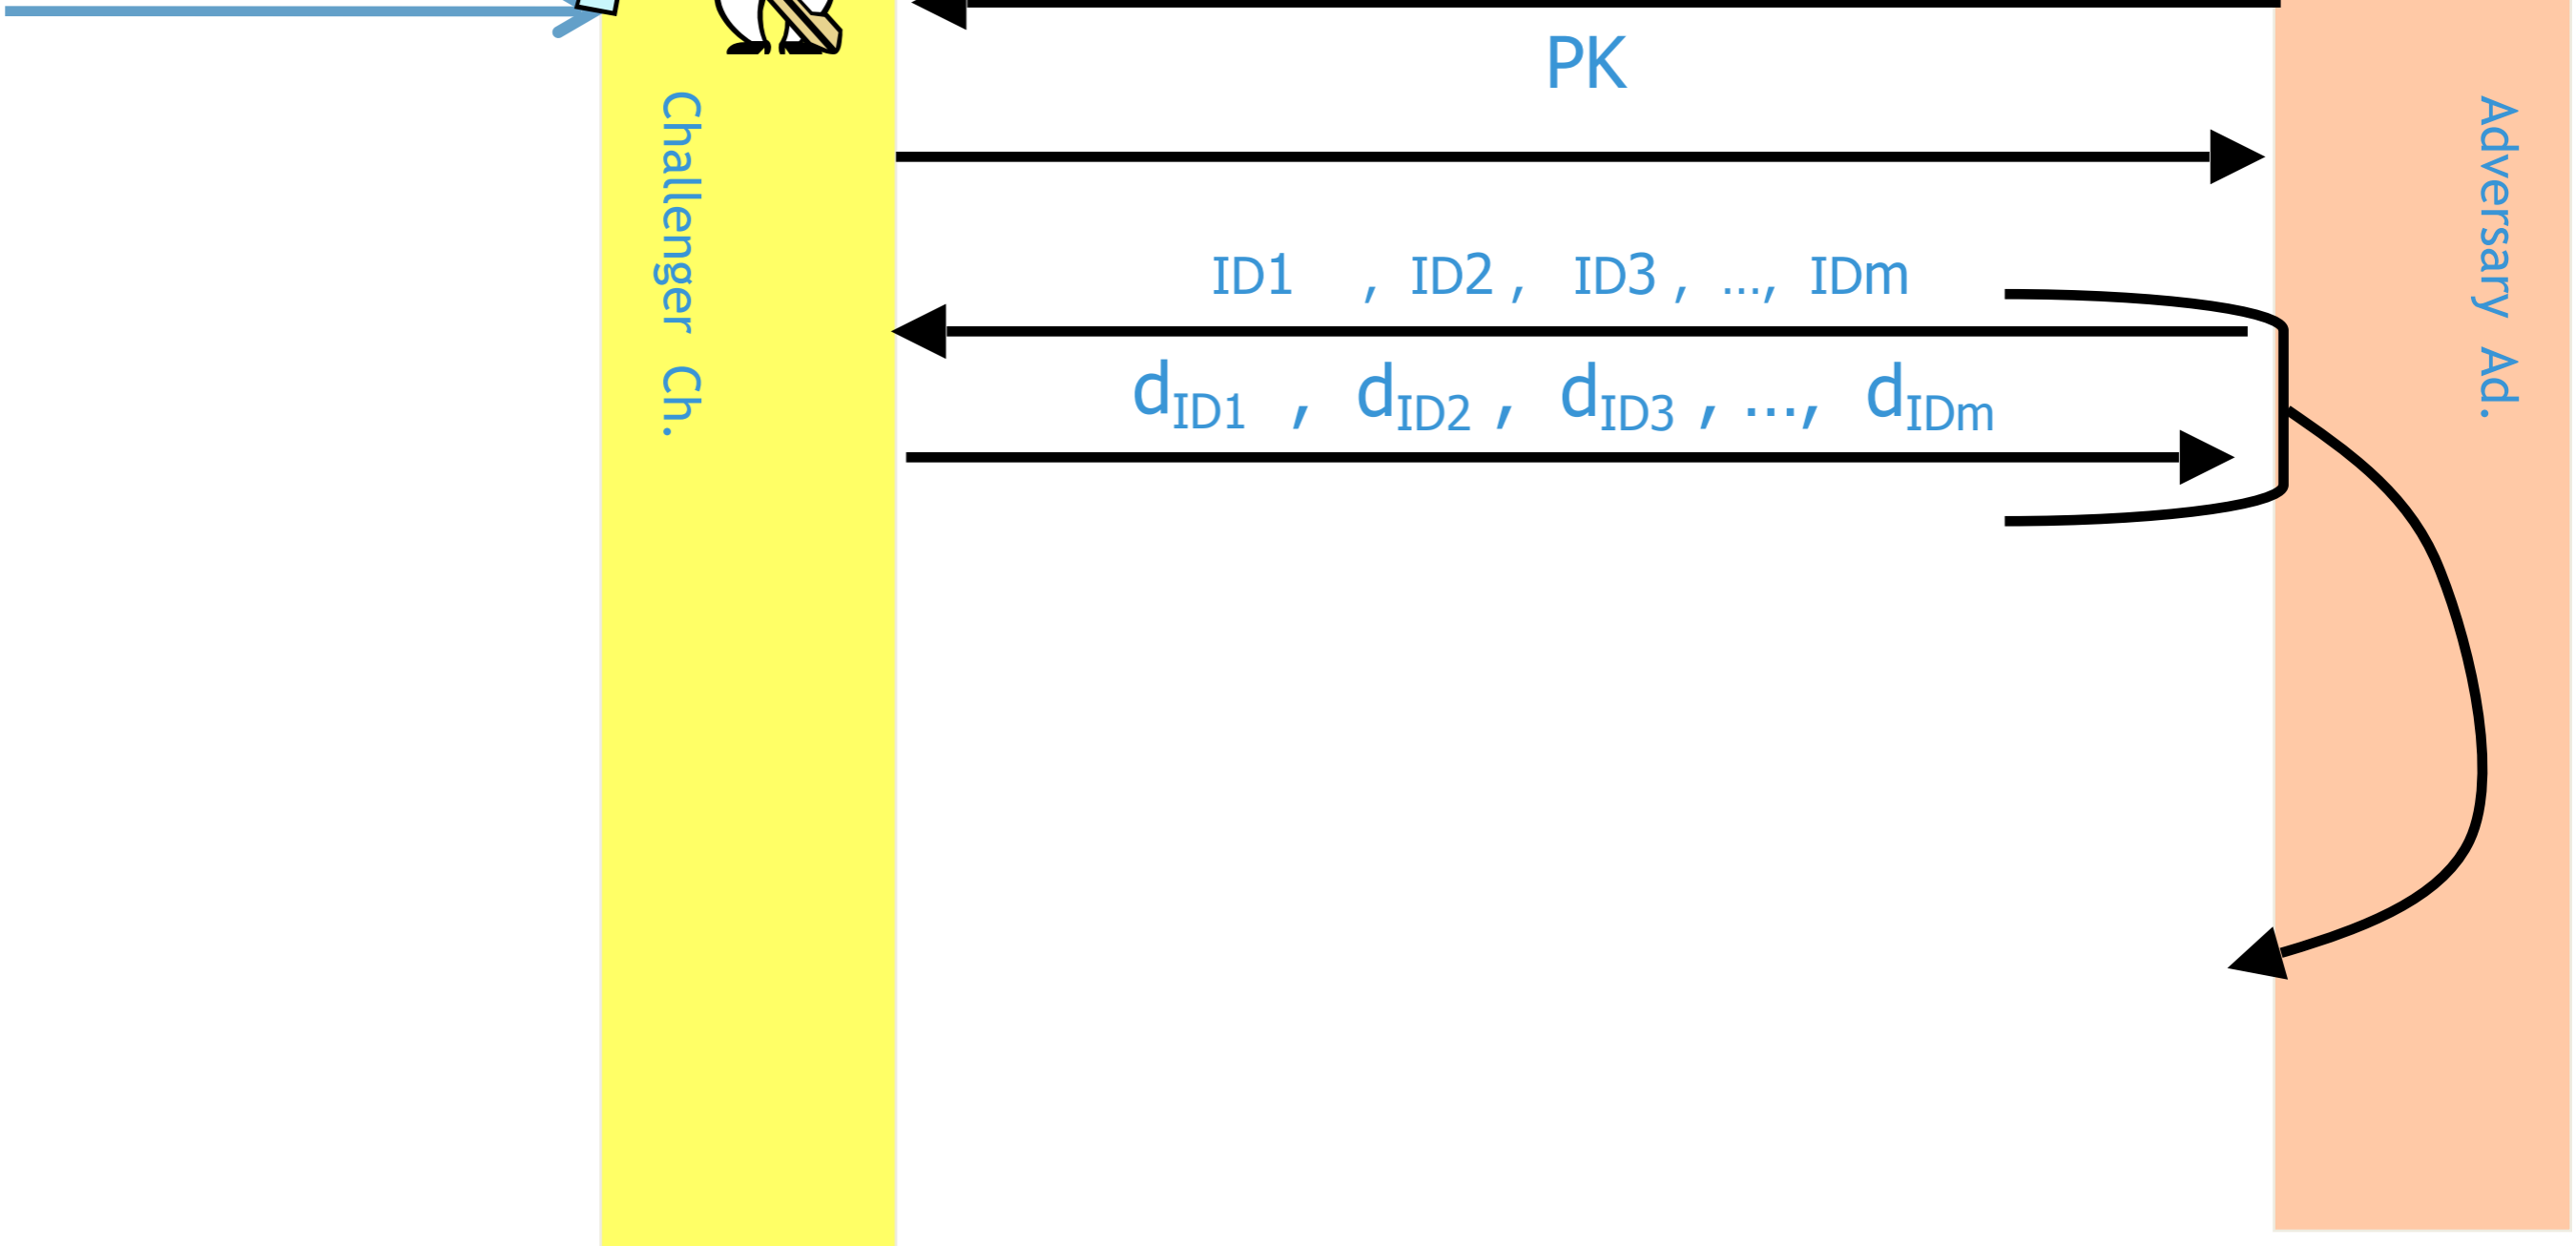 PK
Challenger Ch.
Adversary Ad.
ID1 , ID2 , ID3 , ..., IDm
dID1 , dID2 , dID3 , ..., dIDm